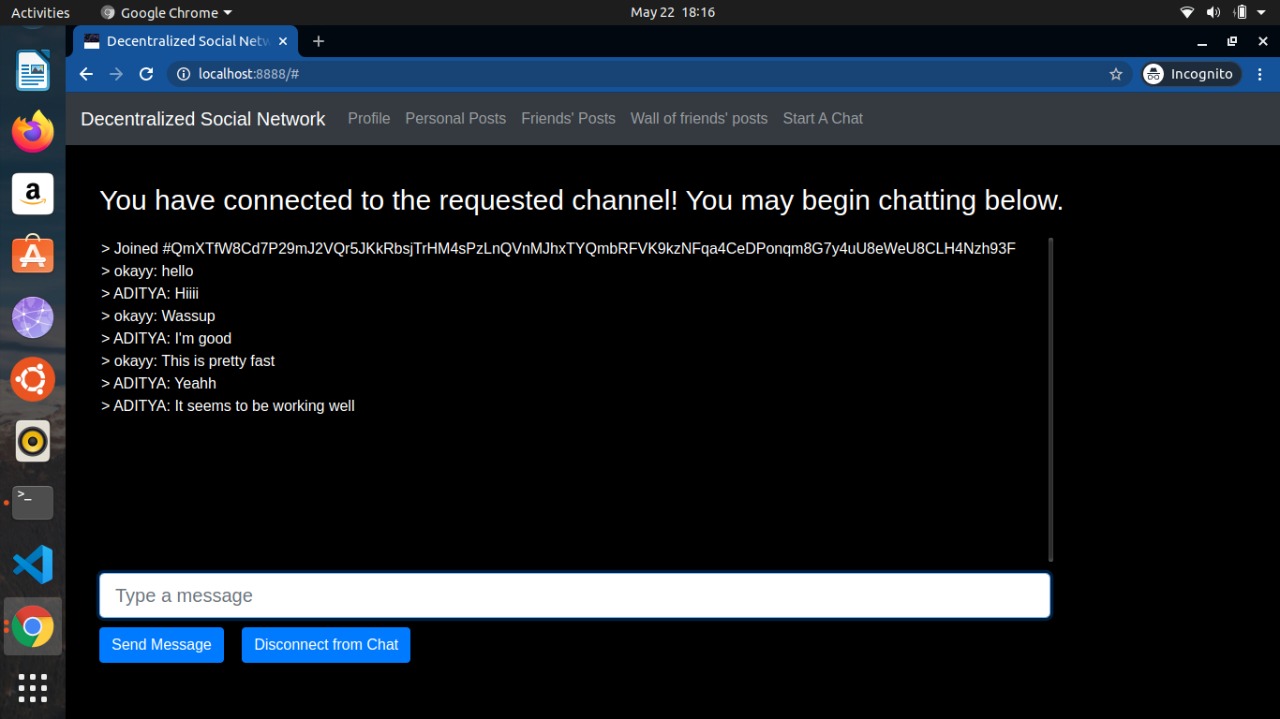 Activities
Google Chrome
May 22 18:16
Decentralized Social Netw
localhost:8888/#
Incognito
Decentralized Social Network
Profile
Personal Posts
Friends' Posts
Wall of friends' posts
Start A Chat
You have connected to the requested channel! You may begin chatting below.
> Joined #QmXTfW8Cd7P29mJ2VQr5JKkRbsjTrHM4sPzLnQVnMJhxTYQmbRFVK9kzNFqa4CeDPonqm8G7y4uU8eWeU8CLH4Nzh93F
> okayy: hello
> ADITYA: Hiiii
> okayy: Wassup
> ADITYA: I'm good
> okayy: This is pretty fast
> ADITYA: Yeahh
> ADITYA: It seems to be working well
Type a message
Send Message
Disconnect from Chat